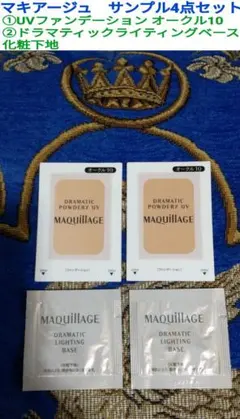 マキアージュ　サンプル4点セット
①UVファンデーション オークル10
②ドラマティックライティングベース
化粧下地
オークル10
オークル10
DRAMATIC
POWDERY UV
MAQuillAGE
DRAMATIC
POWDERY UV
MAQuillAGE
MAQuillAGE
DRAMATIC
LIGHTING
BASE
MAQuillAGE
DRAMATIC
LIGHTING
BASE